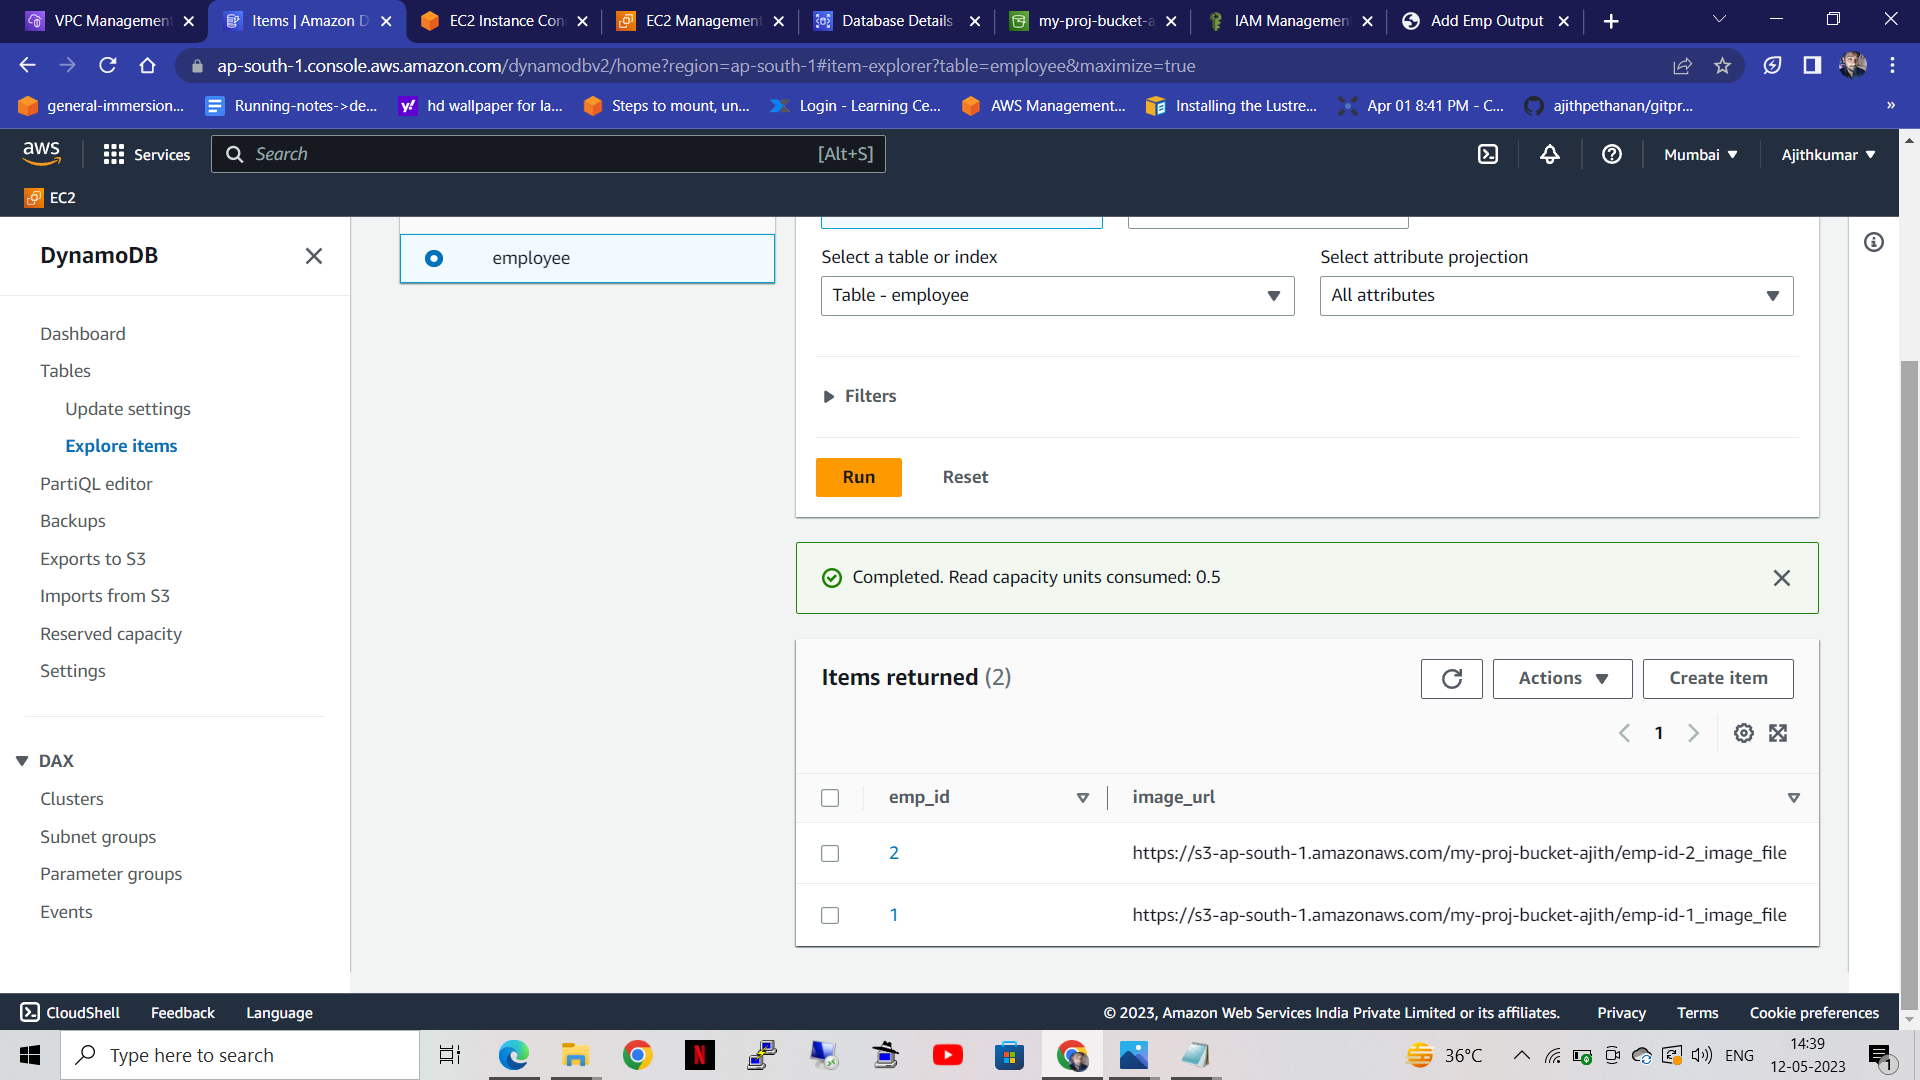 VPC Management
Items | Amazon D
EC2 Instance Con
EC2 Management
Database Details
my-proj-bucket-a
IAM Management
Add Emp Output
ap-south-1.console.aws.amazon.com/dynamodbv2/home?region=ap-south-1#item-explorer?table=employee&maximize=true
general-immersion...
Running-notes->de...
hd wallpaper for la...
Steps to mount, un...
Login - Learning Ce...
AWS Management...
Installing the Lustre...
Apr 01 8:41 PM - C...
ajithpethanan/gitpr...
»
aws
Services
Search
[Alt+S]
Mumbai
Ajithkumar
EC2
DynamoDB
Dashboard
Tables
Update settings
Explore items
PartiQL editor
Backups
Exports to S3
Imports from S3
Reserved capacity
Settings
DAX
Clusters
Subnet groups
Parameter groups
Events
employee
Select a table or index
Select attribute projection
Table - employee
All attributes
Filters
Run
Reset
Completed. Read capacity units consumed: 0.5
Items returned (2)
Actions
Create item
1
emp_id
image_url
2
https://s3-ap-south-1.amazonaws.com/my-proj-bucket-ajith/emp-id-2_image_file
1
https://s3-ap-south-1.amazonaws.com/my-proj-bucket-ajith/emp-id-1_image_file
CloudShell
Feedback
Language
© 2023, Amazon Web Services India Private Limited or its affiliates.
Privacy
Terms
Cookie preferences
Type here to search
N
36°C
ENG
14:39
12-05-2023
1